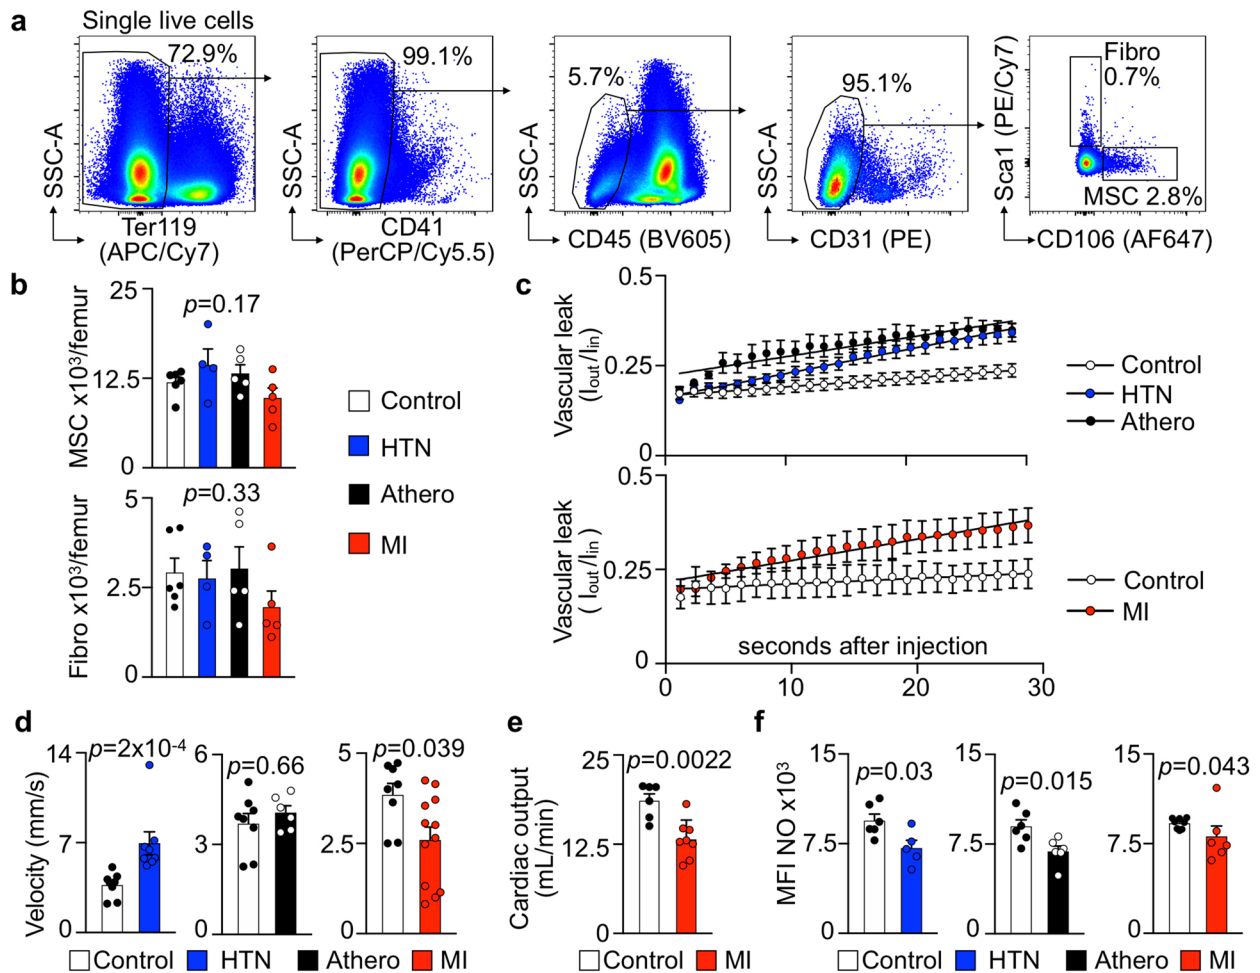 a
Single live cells
72.9%
99.1%
5.7%
95.1%
Fibro
0.7%
MSC 2.8%
SSC-A
SSC-A
SSC-A
SSC-A
Sca1 (PE/Cy7)
Ter119
(APC/Cy7)
CD41
(PerCP/Cy5.5)
CD45 (BV605)
CD31 (PE)
CD106 (AF647)
b
MSC x10³/femur
25
12.5
0
p=0.17
Fibro x10³/femur
5
2.5
0
p=0.33
Control
HTN
Athero
MI
c
Vascular leak
(Iout/Iin)
0.5
0.25
0
Control
HTN
Athero
Vascular leak
( Iout/Iin)
0.5
0.25
0
seconds after injection
0
10
20
30
Control
MI
d
Velocity (mm/s)
14
7
0
p=2x10-4
6
3
0
p=0.66
5
2.5
0
p=0.039
Control
HTN
Athero
MI
e
Cardiac output
(mL/min)
25
12.5
0
p=0.0022
Control
MI
f
MFI NO x10³
15
7.5
0
p=0.03
15
7.5
0
p=0.015
15
7.5
0
p=0.043
Control
HTN
Athero
MI